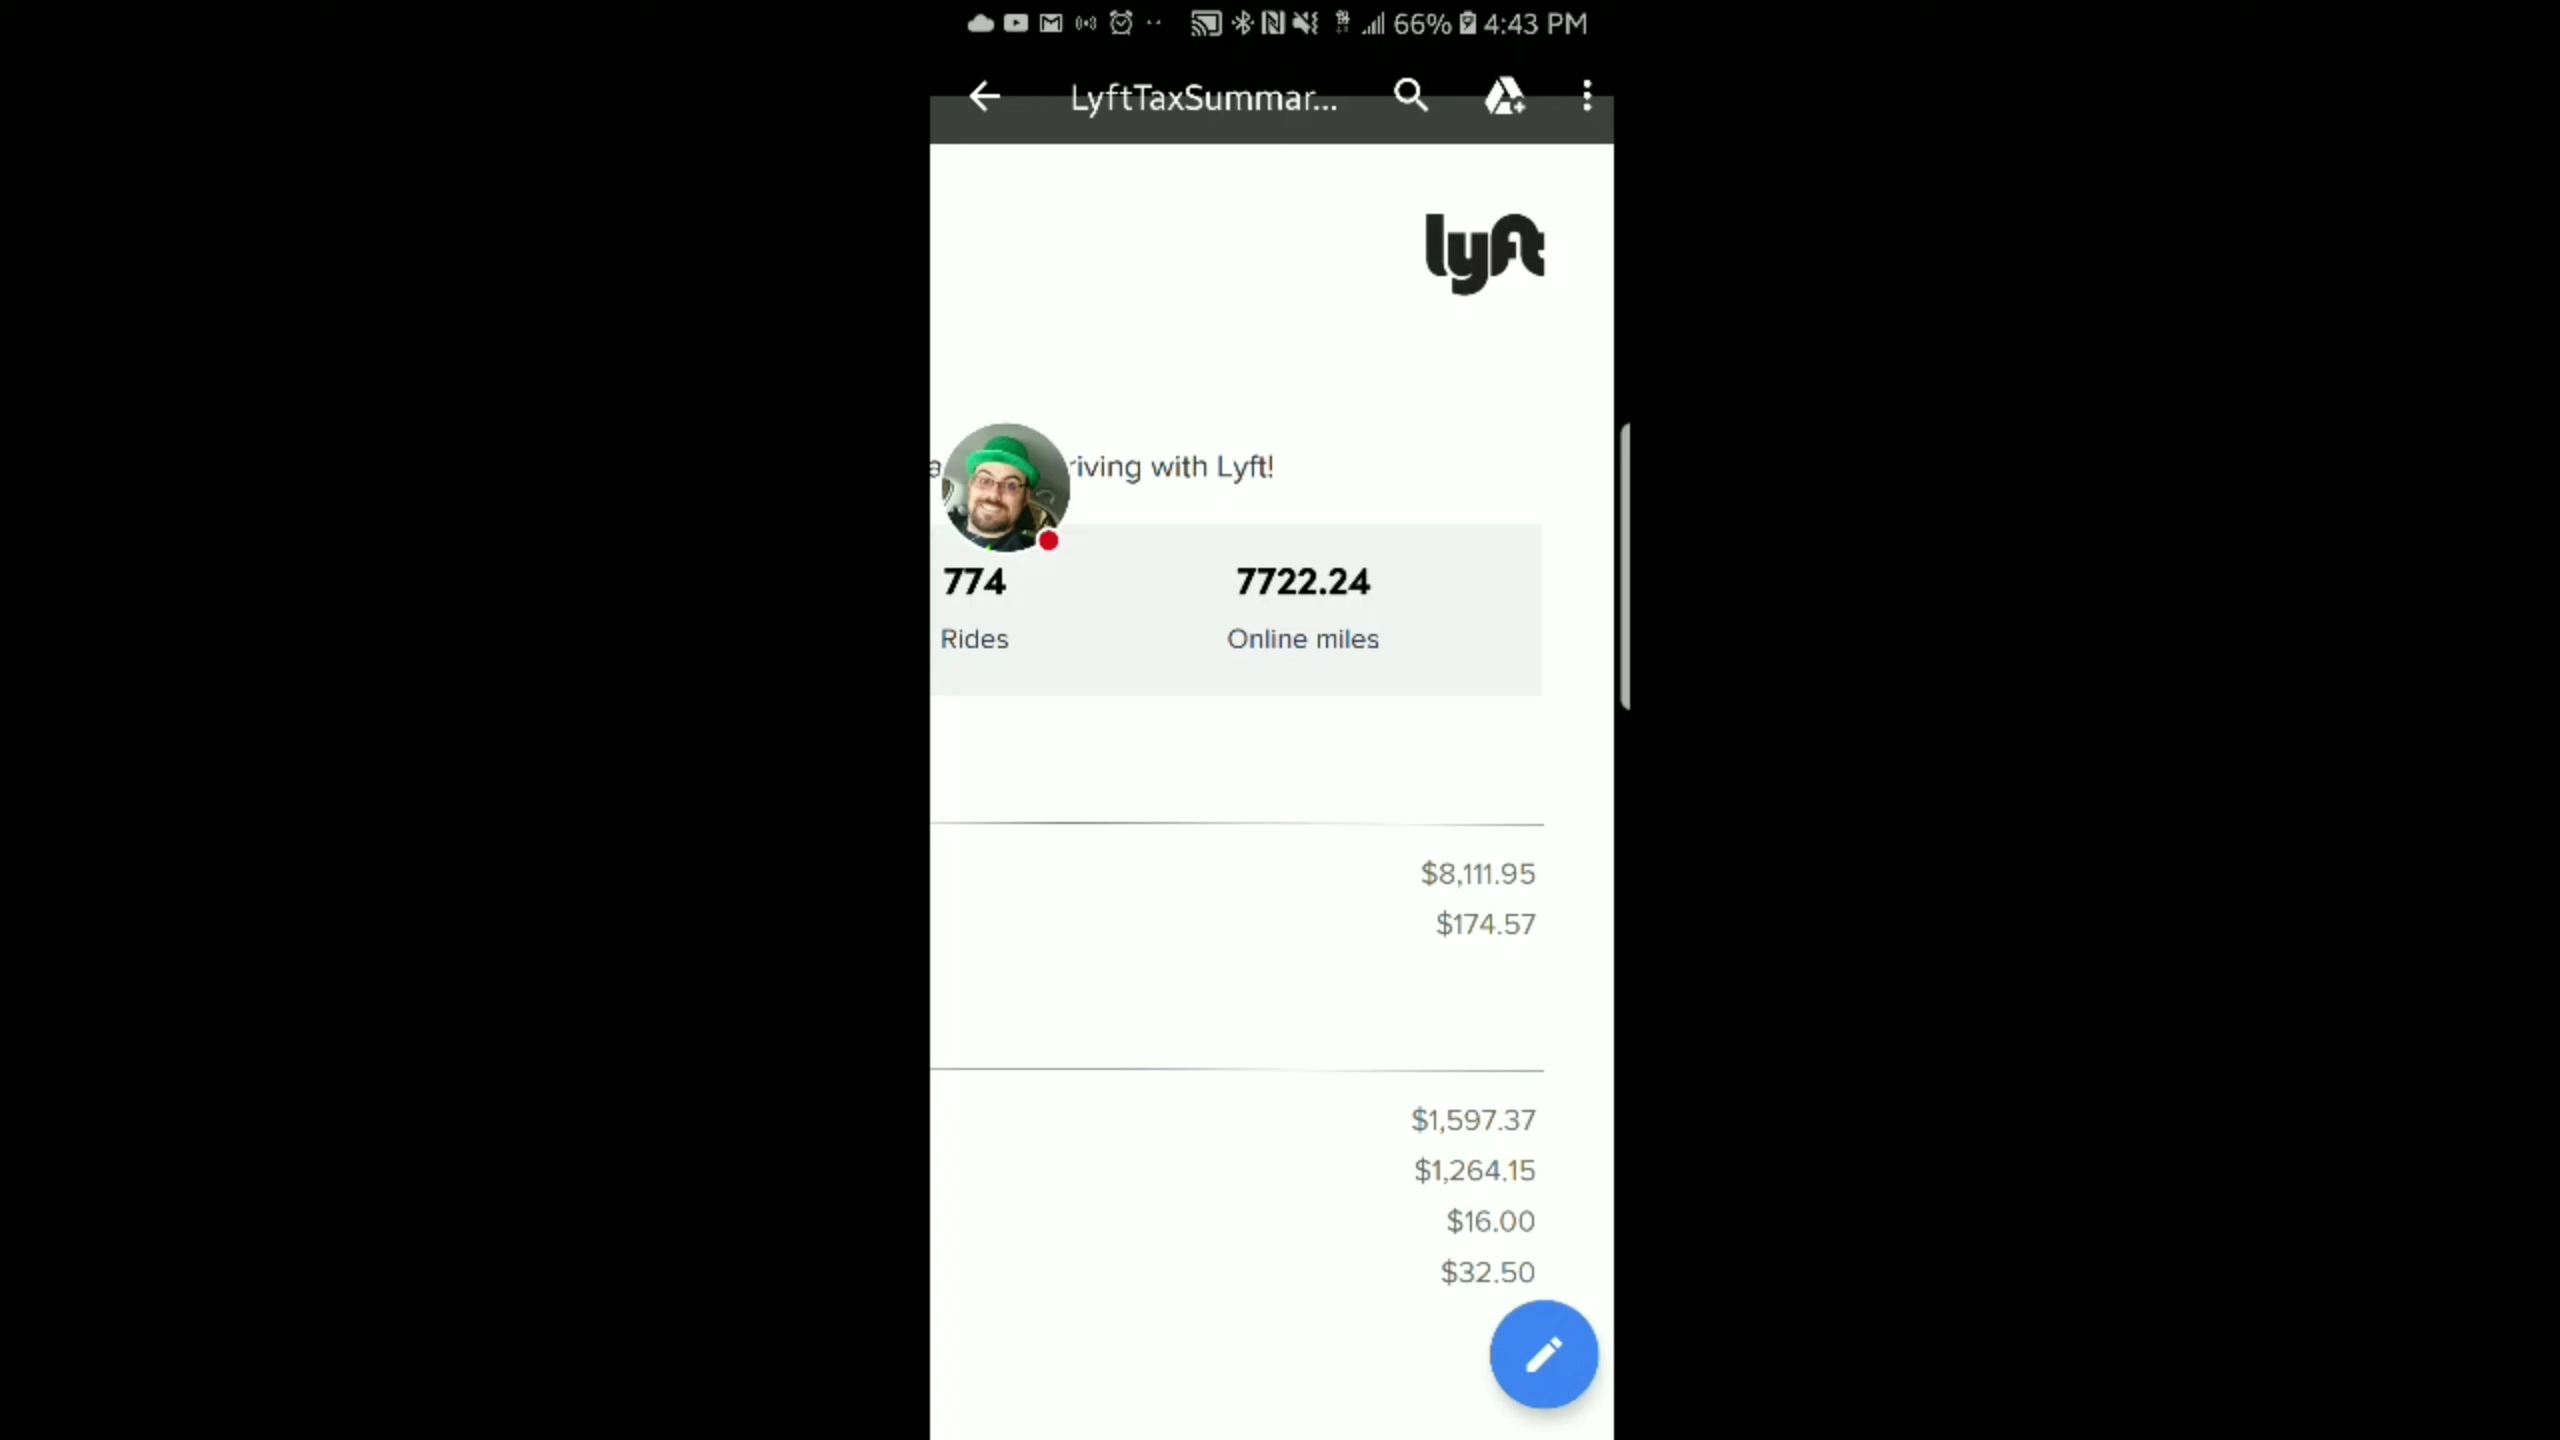 66% 4:43 PM
LyftTaxSummar...
lyft
riving with Lyft!
774 7722.24
Rides Online miles
$8,111.95
$174.57
$1,597.37
$1,264.15
$16.00
$32.50